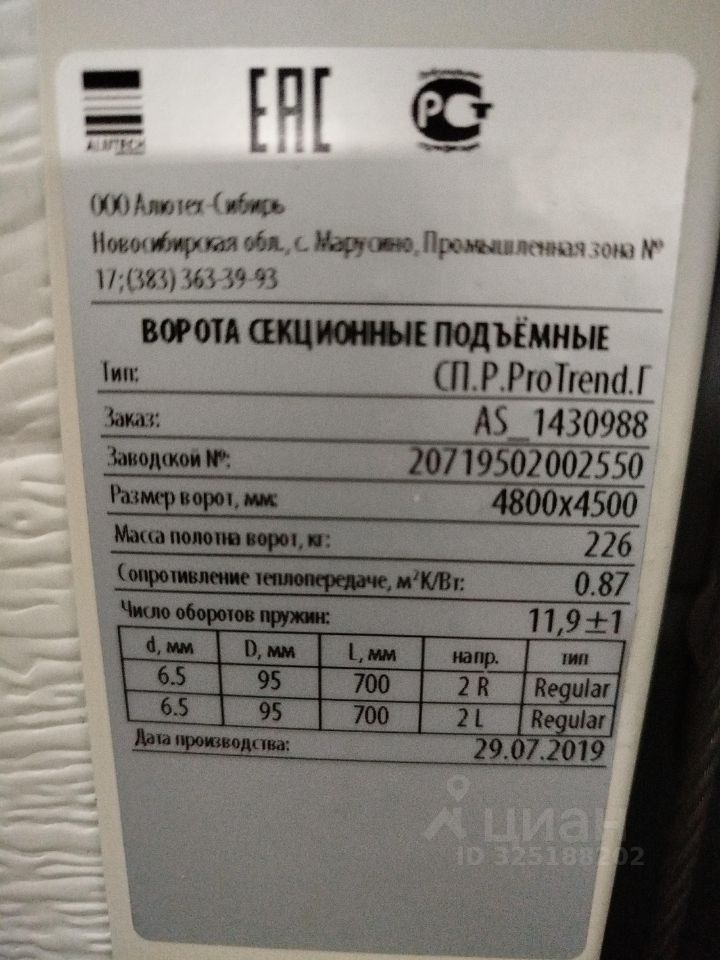 ALUTECH
EAC
РСТ
ООО Алютех-Сибирь
Новосибирская обл., с. Марусино, Промышленная зона №
17; (383) 363-39-93
ВОРОТА СЕКЦИОННЫЕ ПОДЪЁМНЫЕ
Тип: СП.Р.ProTrend.Г
Заказ: AS_1430988
Заводской №: 20719502002550
Размер ворот, мм: 4800x4500
Масса полотна ворот, кг: 226
Сопротивление теплопередаче, м²К/Вт: 0.87
Число оборотов пружин: 11,9±1
d, мм D, мм L, мм напр. тип
6.5 95 700 2 R Regular
6.5 95 700 2 L Regular
Дата производства: 29.07.2019
циан
ID 325188202